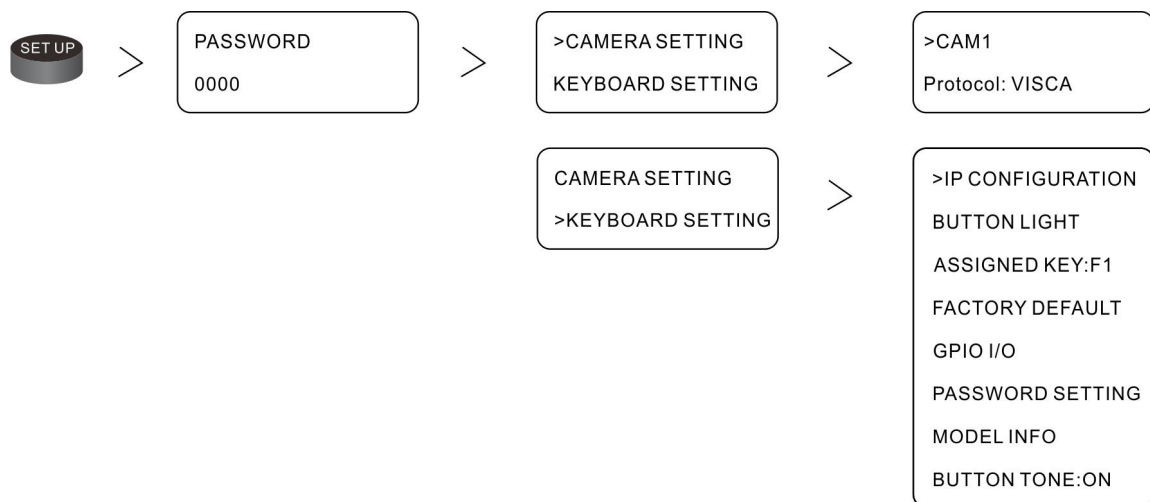 SET UP
PASSWORD
0000
>CAMERA SETTING
KEYBOARD SETTING
>CAM1
Protocol: VISCA
CAMERA SETTING
>KEYBOARD SETTING
>IP CONFIGURATION
BUTTON LIGHT
ASSIGNED KEY:F1
FACTORY DEFAULT
GPIO I/O
PASSWORD SETTING
MODEL INFO
BUTTON TONE:ON